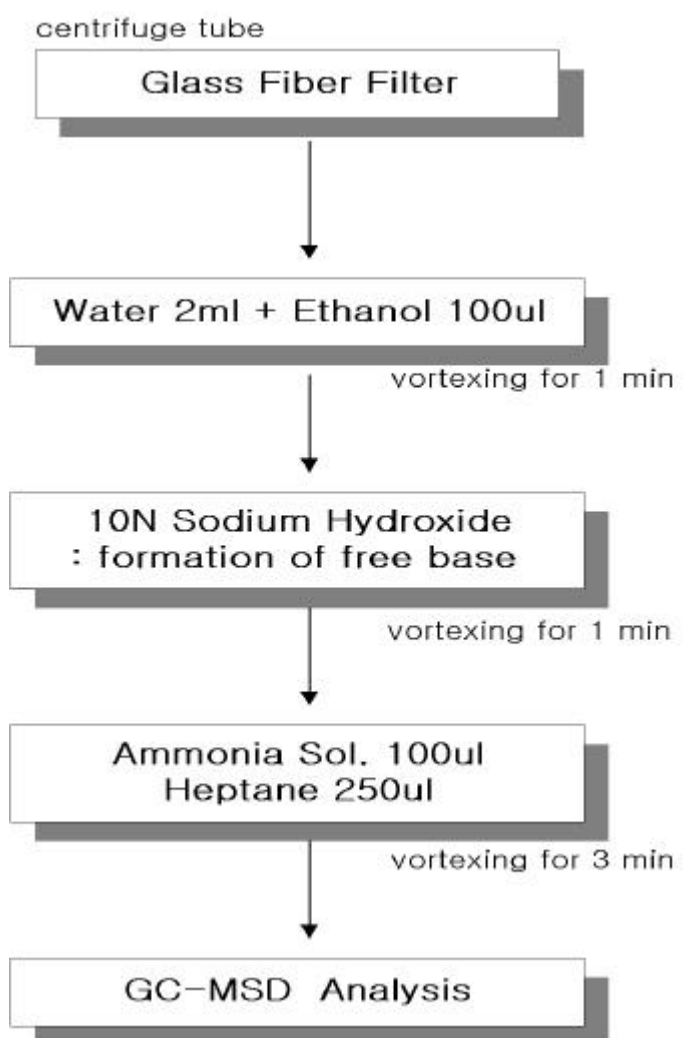 centrifuge tube
Glass Fiber Filter
Water 2ml + Ethanol 100ul
vortexing for 1 min
10N Sodium Hydroxide
: formation of free base
vortexing for 1 min
Ammonia Sol. 100ul
Heptane 250ul
vortexing for 3 min
GC-MSD Analysis